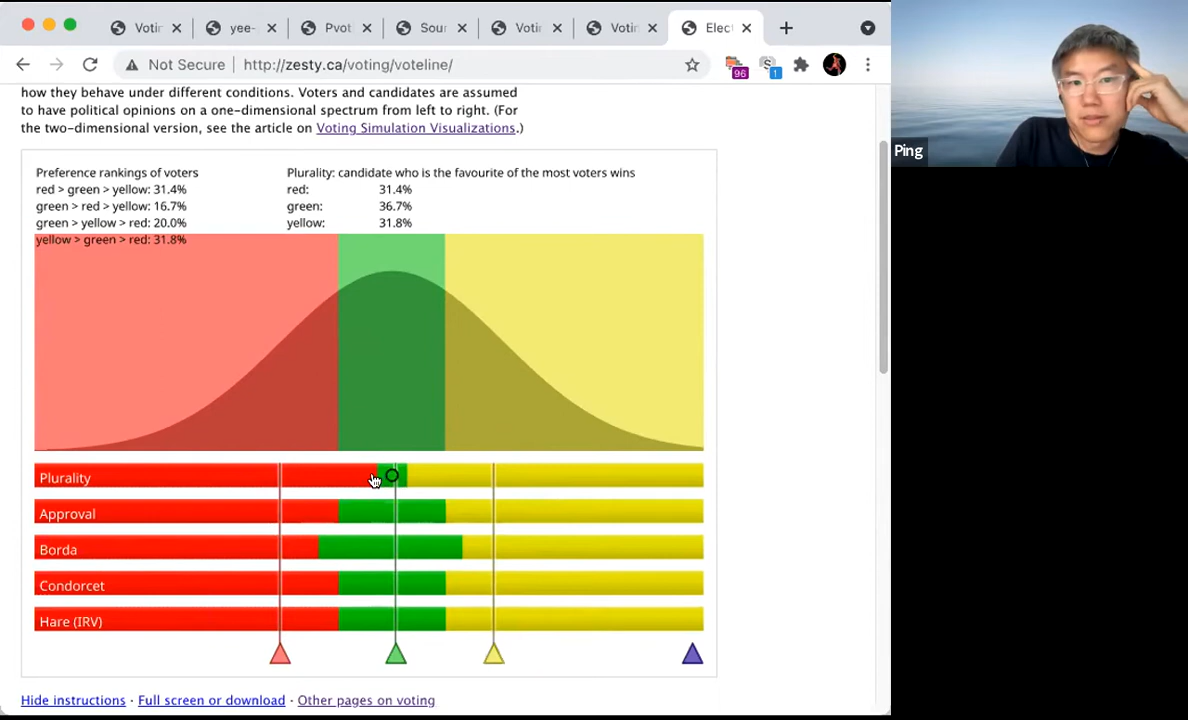 Votin
yee-
Pvot
Sour
Votin
Votin
Elect
Not Secure
http://zesty.ca/voting/voteline/
96
1
how they behave under different conditions. Voters and candidates are assumed
to have political opinions on a one-dimensional spectrum from left to right. (For
the two-dimensional version, see the article on Voting Simulation Visualizations.)
Ping
Preference rankings of voters
red > green > yellow: 31.4%
green > red > yellow: 16.7%
green > yellow > red: 20.0%
yellow > green > red: 31.8%
Plurality: candidate who is the favourite of the most voters wins
red: 31.4%
green: 36.7%
yellow: 31.8%
Plurality
Approval
Borda
Condorcet
Hare (IRV)
Hide instructions · Full screen or download · Other pages on voting